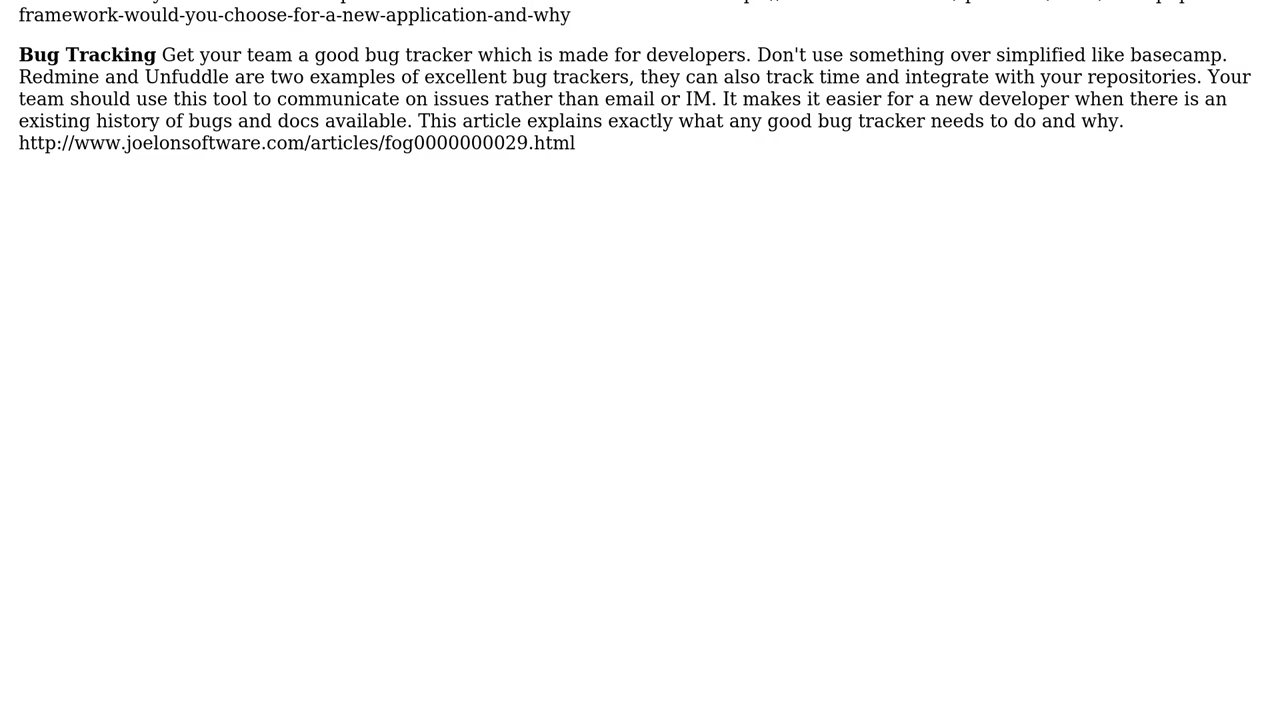 framework-would-you-choose-for-a-new-application-and-why
Bug Tracking Get your team a good bug tracker which is made for developers. Don't use something over simplified like basecamp.
Redmine and Unfuddle are two examples of excellent bug trackers, they can also track time and integrate with your repositories. Your
team should use this tool to communicate on issues rather than email or IM. It makes it easier for a new developer when there is an
existing history of bugs and docs available. This article explains exactly what any good bug tracker needs to do and why.
http://www.joelonsoftware.com/articles/fog0000000029.html